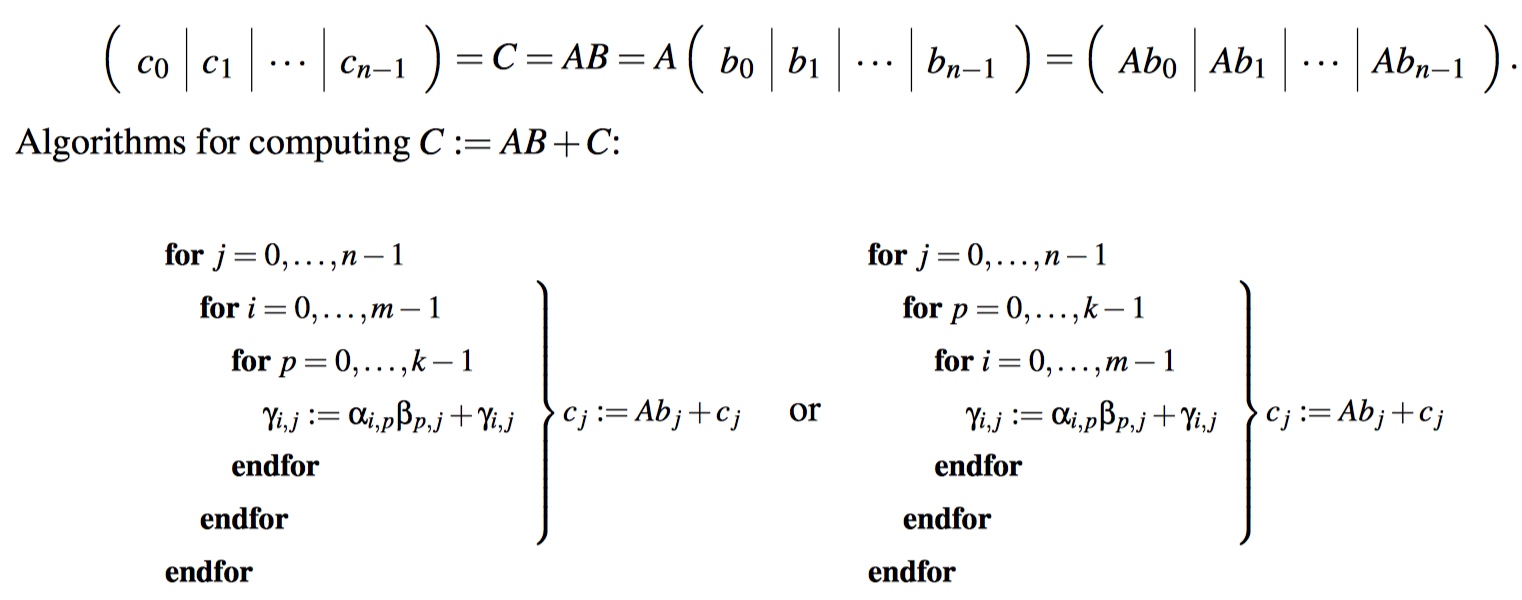 ( c0 | c1 | ⋯ | cn−1 ) = C = AB = A ( b0 | b1 | ⋯ | bn−1 ) = ( Ab0 | Ab1 | ⋯ | Abn−1 ).
Algorithms for computing C := AB + C:
for j = 0,...,n − 1
for i = 0,...,m − 1
for p = 0,...,k − 1
γi,j := αi,pβp,j + γi,j
endfor
endfor
endfor
} cj := Abj + cj
or
for j = 0,...,n − 1
for p = 0,...,k − 1
for i = 0,...,m − 1
γi,j := αi,pβp,j + γi,j
endfor
endfor
endfor
} cj := Abj + cj